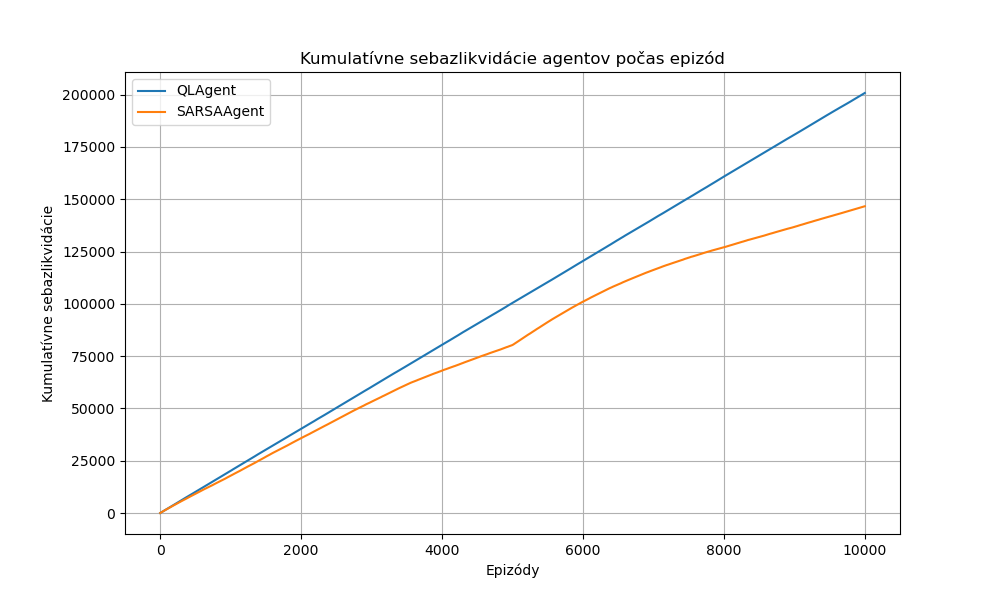 Kumulatívne sebazlikvidácie agentov počas epizód
QLAgent
SARSAAgent
Kumulatívne sebazlikvidácie
200000
175000
150000
125000
100000
75000
50000
25000
0
0 2000 4000 6000 8000 10000
Epizódy